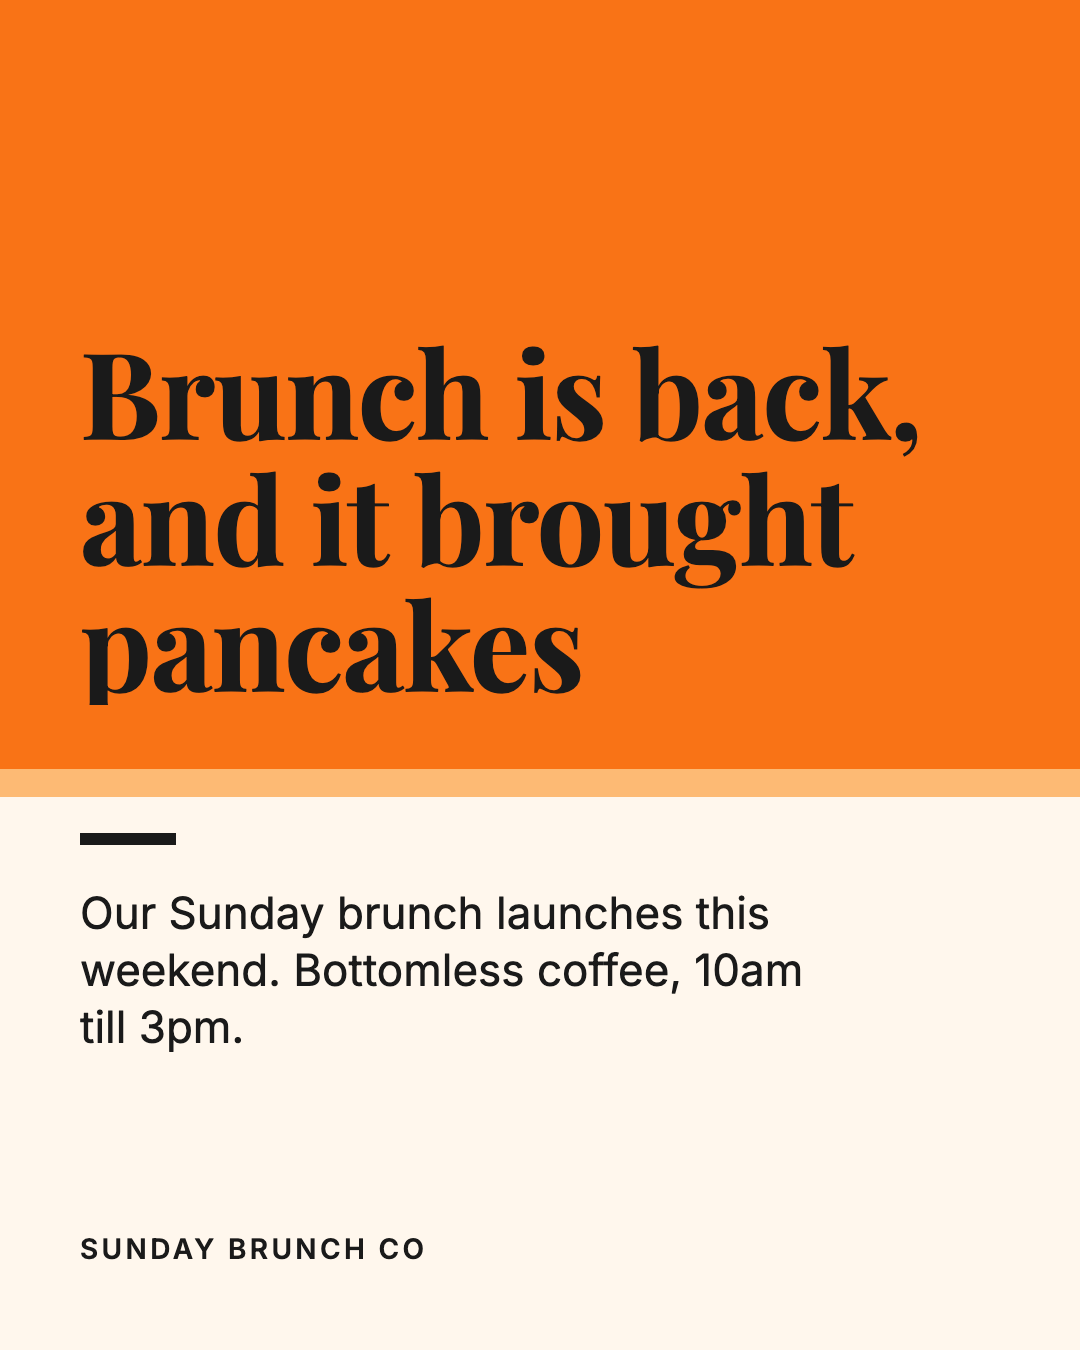 Brunch is back,
and it brought
pancakes
Our Sunday brunch launches this
weekend. Bottomless coffee, 10am
till 3pm.
SUNDAY BRUNCH CO